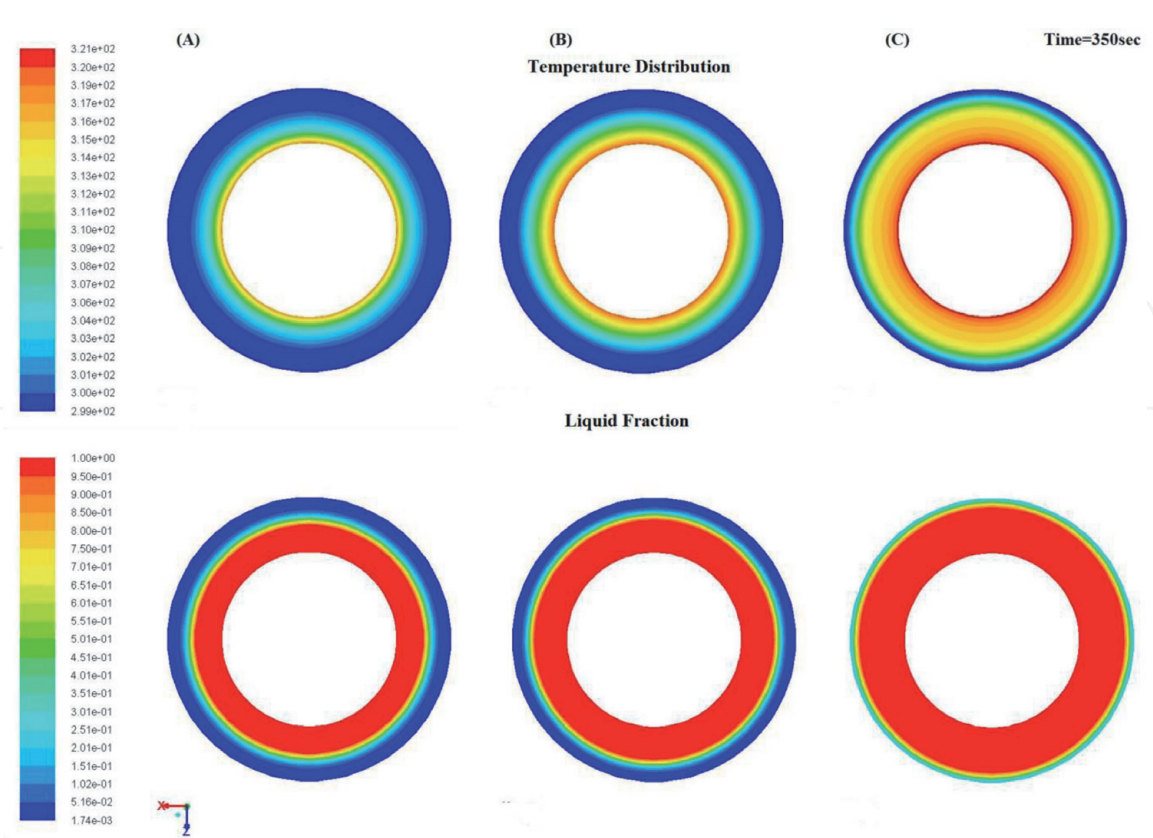 (A) (B) (C) Time=350sec
Temperature Distribution
3.21e+02
3.20e+02
3.19e+02
3.17e+02
3.16e+02
3.15e+02
3.14e+02
3.13e+02
3.12e+02
3.11e+02
3.10e+02
3.09e+02
3.08e+02
3.07e+02
3.06e+02
3.04e+02
3.03e+02
3.02e+02
3.01e+02
3.00e+02
2.99e+02
Liquid Fraction
1.00e+00
9.50e-01
9.00e-01
8.50e-01
8.00e-01
7.50e-01
7.01e-01
6.51e-01
6.01e-01
5.51e-01
5.01e-01
4.51e-01
4.01e-01
3.51e-01
3.01e-01
2.51e-01
2.01e-01
1.51e-01
1.02e-01
5.16e-02
1.74e-03
X
Z